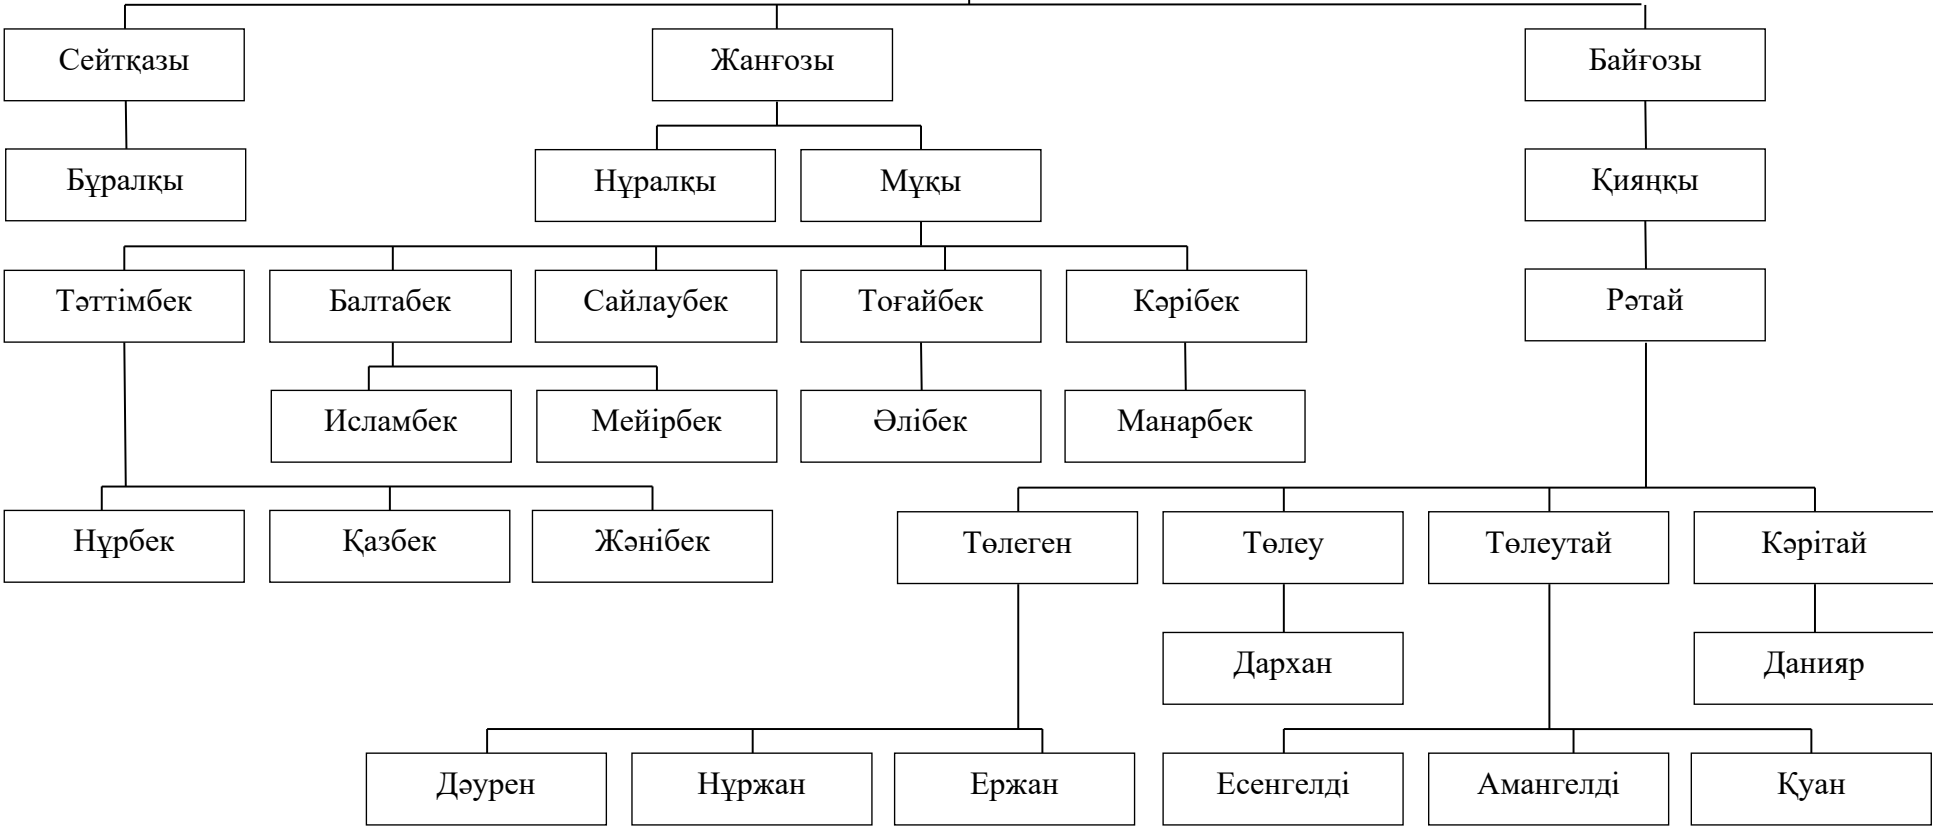 Сейтқазы
Жанғозы
Байғозы
Бұралқы
Нұралқы
Мұқы
Қияңқы
Тәттімбек
Балтабек
Сайлаубек
Тоғайбек
Кәрібек
Рәтай
Исламбек
Мейірбек
Әлібек
Манарбек
Нұрбек
Қазбек
Жәнібек
Төлеген
Төлеу
Төлеутай
Кәрітай
Дархан
Данияр
Дәурен
Нұржан
Ержан
Есенгелді
Амангелді
Қуан